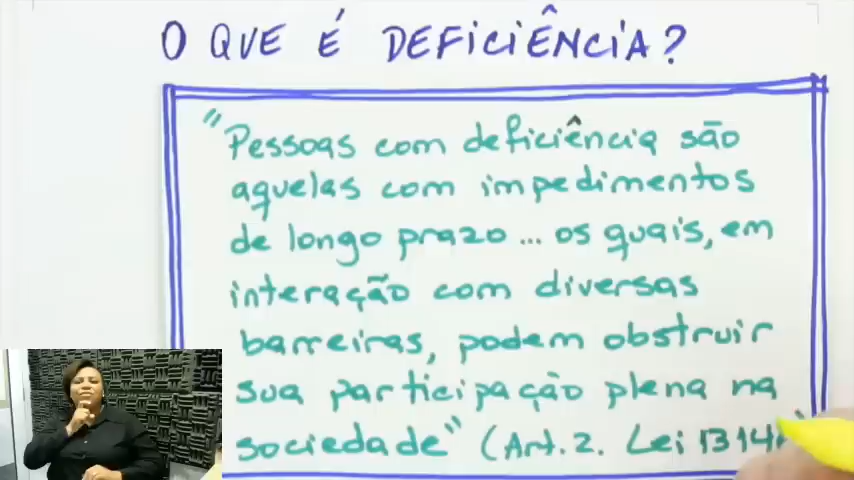 O QUE É DEFICIÊNCIA?
"Pessoas com deficiência são
aquelas com impedimentos
de longo prazo... os quais, em
interação com diversas
barreiras, podem obstruir
sua participação plena na
sociedade" (Art. 2. Lei